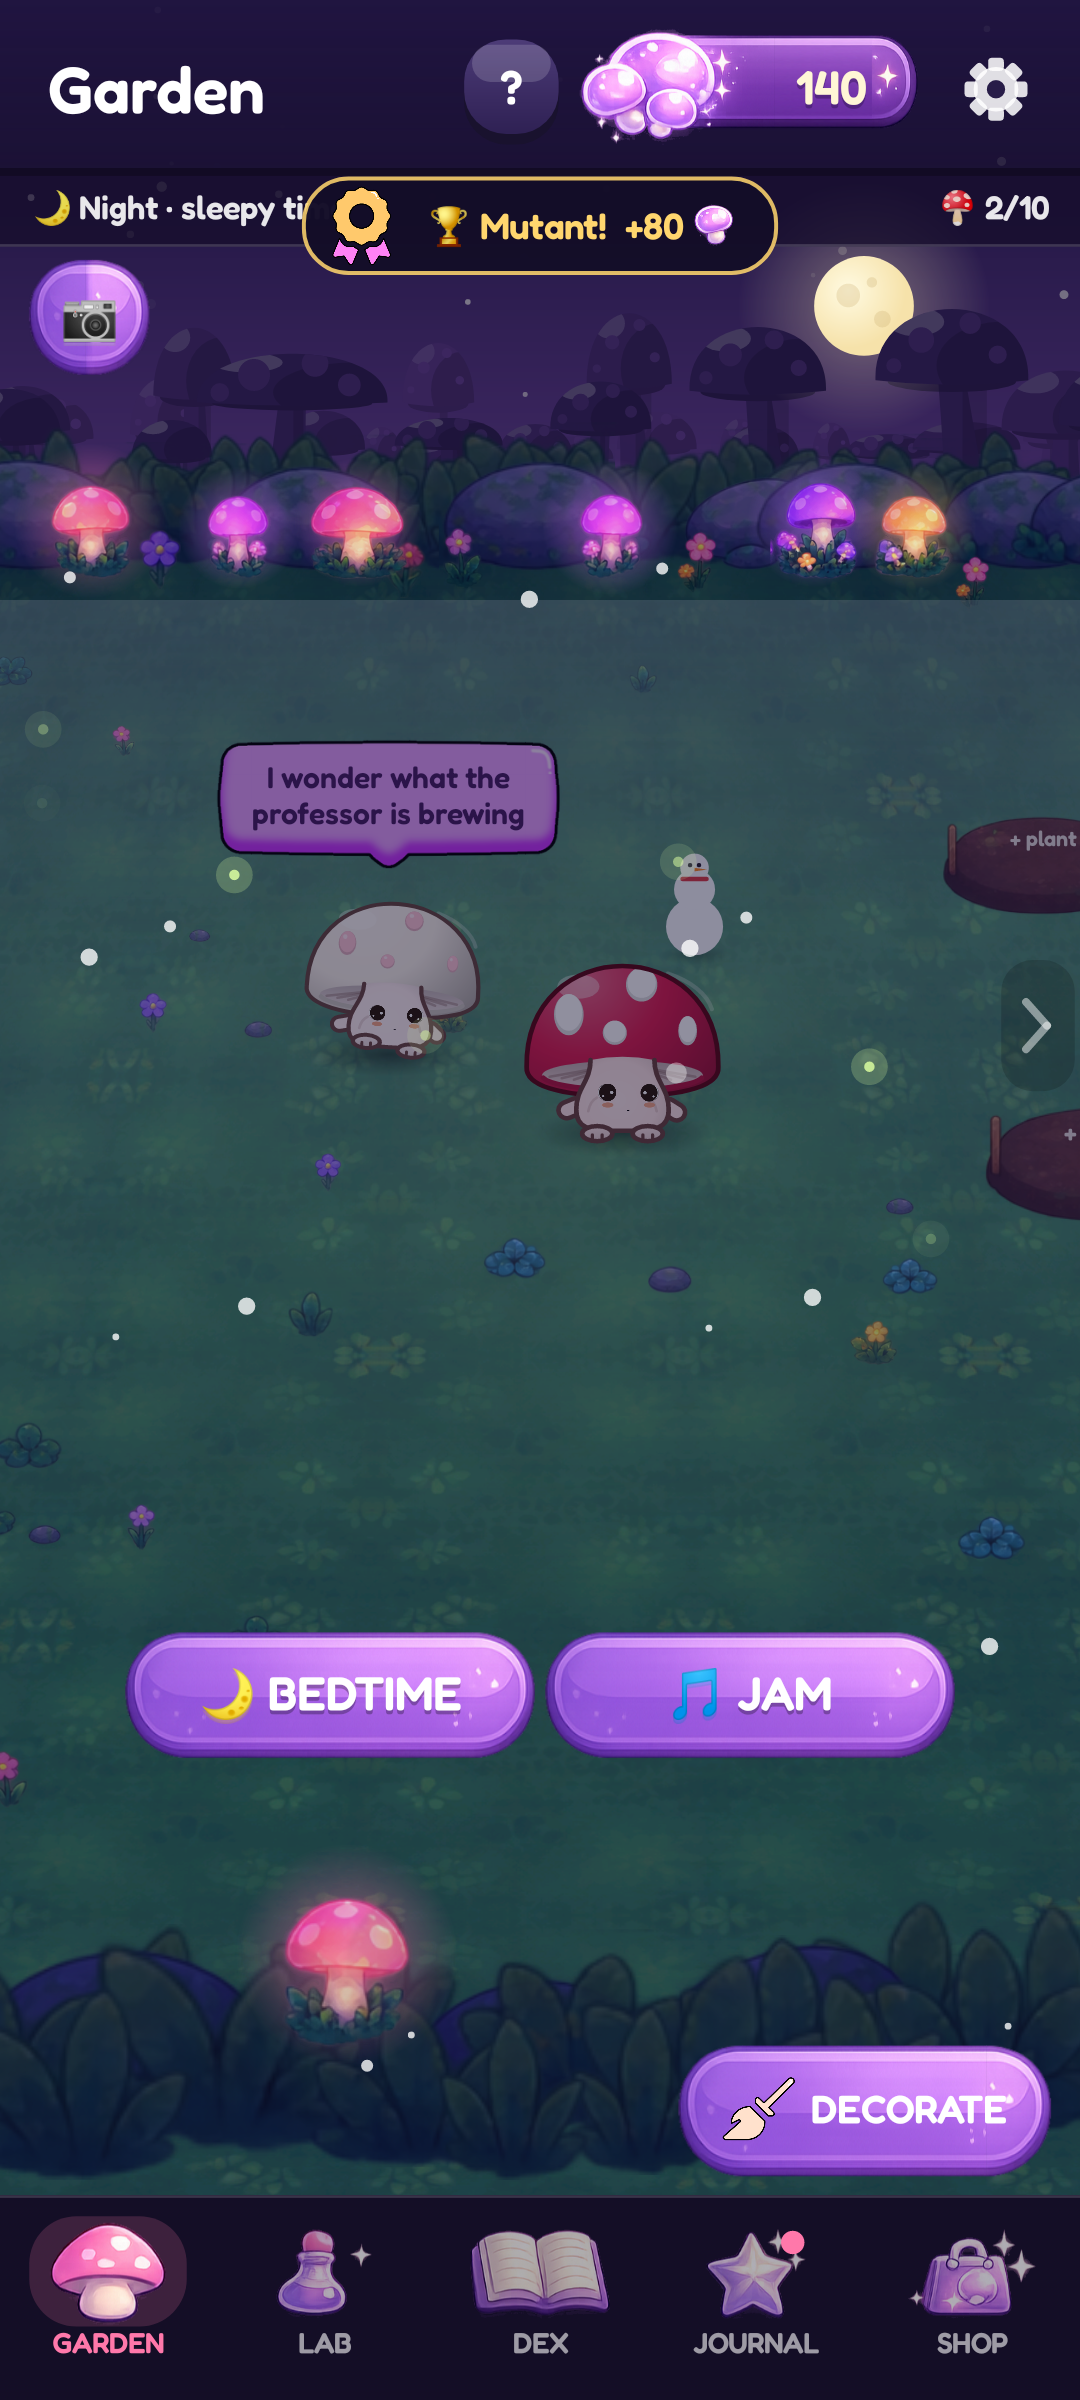 Garden
?
140
Night · sleepy ti
Mutant! +80
2/10
I wonder what the
professor is brewing
+ plant
+
BEDTIME
JAM
DECORATE
GARDEN
LAB
DEX
JOURNAL
SHOP